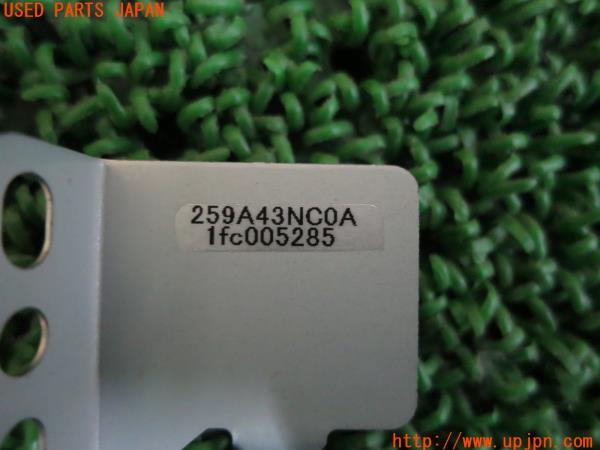 USED PARTS JAPAN
259A43NC0A
1fc005285
http://www.upjpn.com/